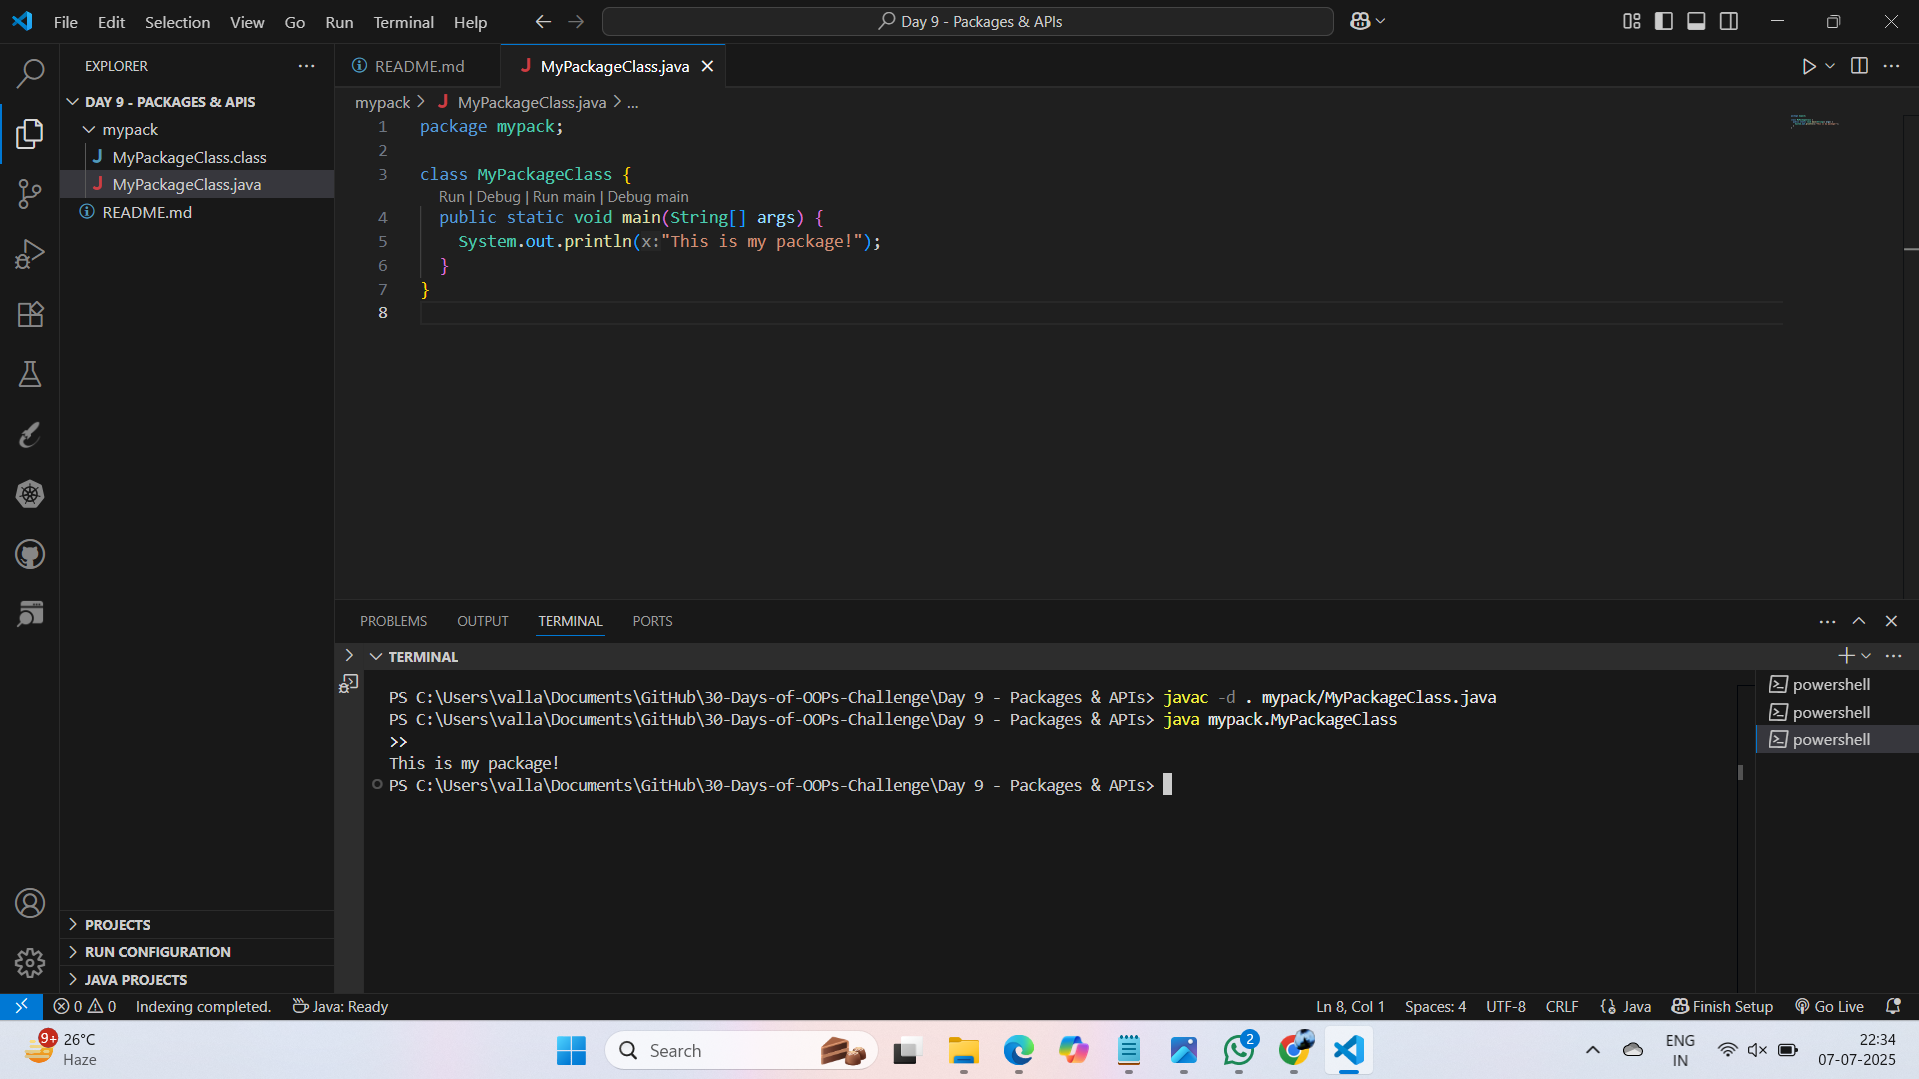 File Edit Selection View Go Run Terminal Help
Day 9 - Packages & APIs
EXPLORER
DAY 9 - PACKAGES & APIS
mypack
MyPackageClass.class
MyPackageClass.java
README.md
README.md
MyPackageClass.java
mypack > MyPackageClass.java > ...
1 package mypack;
2
3 class MyPackageClass {
Run | Debug | Run main | Debug main
4 public static void main(String[] args) {
5 System.out.println(x:"This is my package!");
6 }
7 }
8
PROBLEMS OUTPUT TERMINAL PORTS
TERMINAL
PS C:\Users\valla\Documents\GitHub\30-Days-of-OOPs-Challenge\Day 9 - Packages & APIs> javac -d . mypack/MyPackageClass.java
PS C:\Users\valla\Documents\GitHub\30-Days-of-OOPs-Challenge\Day 9 - Packages & APIs> java mypack.MyPackageClass
>>
This is my package!
PS C:\Users\valla\Documents\GitHub\30-Days-of-OOPs-Challenge\Day 9 - Packages & APIs>
powershell
powershell
powershell
PROJECTS
RUN CONFIGURATION
JAVA PROJECTS
0 0 Indexing completed. Java: Ready
Ln 8, Col 1 Spaces: 4 UTF-8 CRLF {} Java Finish Setup Go Live
9+
26°C
Haze
Search
2
ENG
IN
22:34
07-07-2025